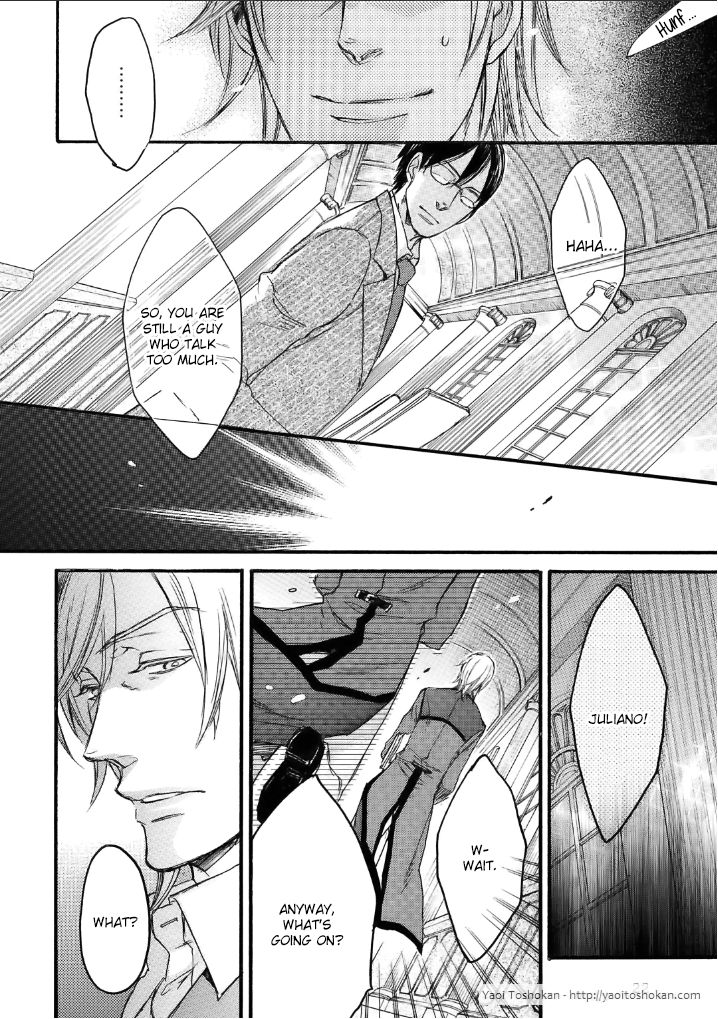 Hunf...
.........
HAHA...
SO, YOU ARE
STILL A GUY
WHO TALK
TOO MUCH.
JULIANO!
W-
WAIT.
ANYWAY,
WHAT'S
GOING ON?
WHAT?
© Yaoi Toshokan - http://yaoitoshokan.com